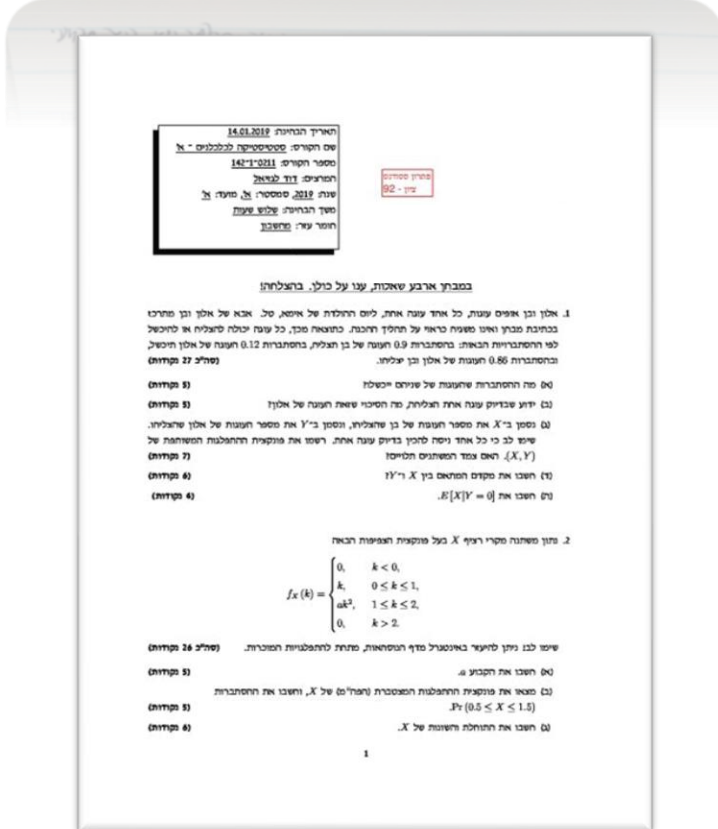 תאריך הבחינה: 14.01.2019
שם הקורס: סטטיסטיקה לכלכלנים - א'
מספר הקורס: 142-1-0211
המרצים: דוד לגזיאל
שנה: 2019, סמסטר: א', מועד: א'
משך הבחינה: שלוש שעות
חומר עזר: מחשבון
פתרון סטודנט
ציון - 92
במבחן ארבע שאלות, ענו על כולן. בהצלחה!
1. אלון ובן אופים עוגות, כל אחד עוגה אחת, ליום ההולדת של אימא, טל. אבא של אלון ובן מתרכז
בכתיבת מבחן ואינו משגיח כראוי על תהליך ההכנה. כתוצאה מכך, כל עוגה יכולה להצליח או להיכשל
לפי ההסתברויות הבאות: בהסתברות 0.9 העוגה של בן תצליח, בהסתברות 0.12 העוגה של אלון תיכשל,
ובהסתברות 0.86 העוגות של אלון ובן יצליחו. (סה"כ 27 נקודות)
(א) מה ההסתברות שהעוגות של שניהם ייכשלו? (5 נקודות)
(ב) ידוע שבדיוק עוגה אחת הצליחה, מה הסיכוי שזאת העוגה של אלון? (5 נקודות)
(ג) נסמן ב-X את מספר העוגות של בן שהצליחו, ונסמן ב-Y את מספר העוגות של אלון שהצליחו.
שימו לב כי כל אחד ניסה להכין בדיוק עוגה אחת. רשמו את פונקצית ההתפלגות המשותפת של
(X, Y). האם צמד המשתנים תלויים? (7 נקודות)
(ד) חשבו את מקדם המתאם בין X ו-Y? (6 נקודות)
(ה) חשבו את E[X|Y = 0]. (4 נקודות)
2. נתון משתנה מקרי רציף X בעל פונקצית הצפיפות הבאה
0, k < 0,
k, 0 ≤ k ≤ 1,
fX (k) = ak², 1 ≤ k ≤ 2,
0, k > 2.
שימו לב: ניתן להיעזר באינטגרל מדף הנוסחאות, מתחת להתפלגויות המוכרות. (סה"כ 26 נקודות)
(א) חשבו את הקבוע a. (5 נקודות)
(ב) מצאו את פונקצית ההתפלגות המצטברת (הפה"מ) של X, וחשבו את ההסתברות
Pr (0.5 ≤ X ≤ 1.5). (5 נקודות)
(ג) חשבו את התוחלת והשונות של X. (6 נקודות)
1